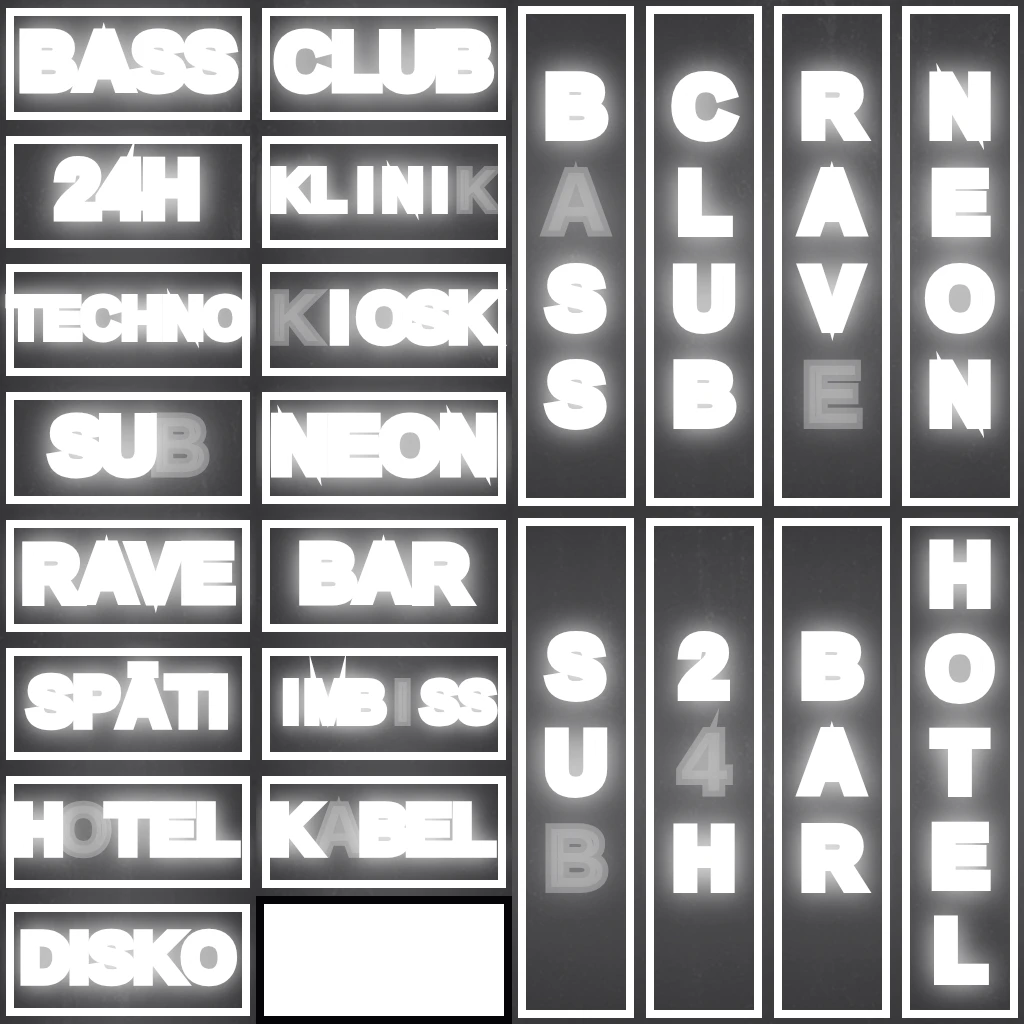 BASS
CLUB
24H
KLINIK
TECHNO
KIOSK
SUB
NEON
RAVE
BAR
SPÄTI
IMBISS
HOTEL
KABEL
DISKO
BASS
CLUB
RAVE
NEON
SUB
24H
BAR
HOTEL